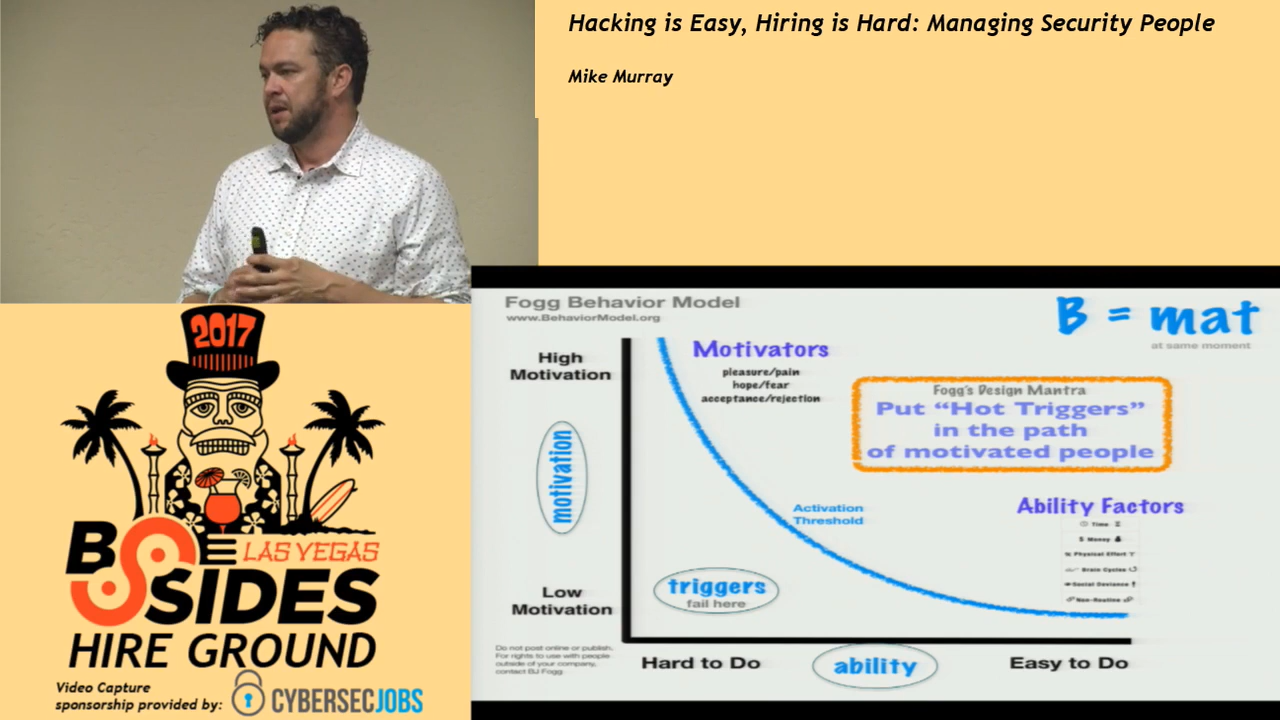 Hacking is Easy, Hiring is Hard: Managing Security People
Mike Murray
2017
BSIDES
LAS VEGAS
HIRE GROUND
Video Capture
sponsorship provided by:
CYBERSECJOBS
Fogg Behavior Model
www.BehaviorModel.org
B = mat
at same moment
High
Motivation
motivation
Low
Motivation
Motivators
pleasure/pain
hope/fear
acceptance/rejection
Fogg's Design Mantra
Put “Hot Triggers”
in the path
of motivated people
Activation
Threshold
Ability Factors
Time
$ Money
Physical Effort
Brain Cycles
Social Deviance
Non-Routine
triggers
fail here
Do not post online or publish.
For rights to use with people
outside of your company,
contact BJ Fogg
Hard to Do
ability
Easy to Do